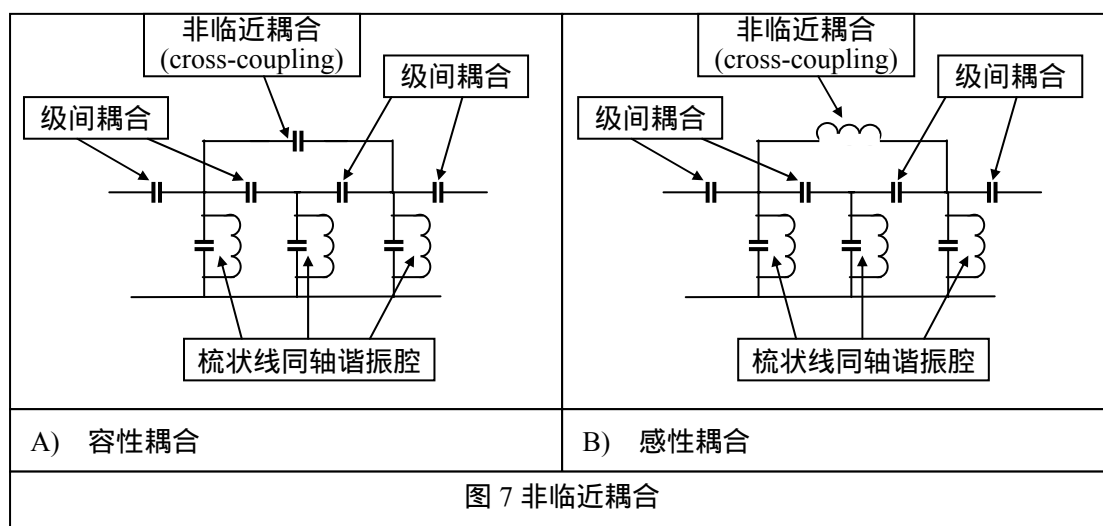 非临近耦合
(cross-coupling)
级间耦合
级间耦合
梳状线同轴谐振腔
非临近耦合
(cross-coupling)
级间耦合
级间耦合
梳状线同轴谐振腔
A) 容性耦合
B) 感性耦合
图 7 非临近耦合